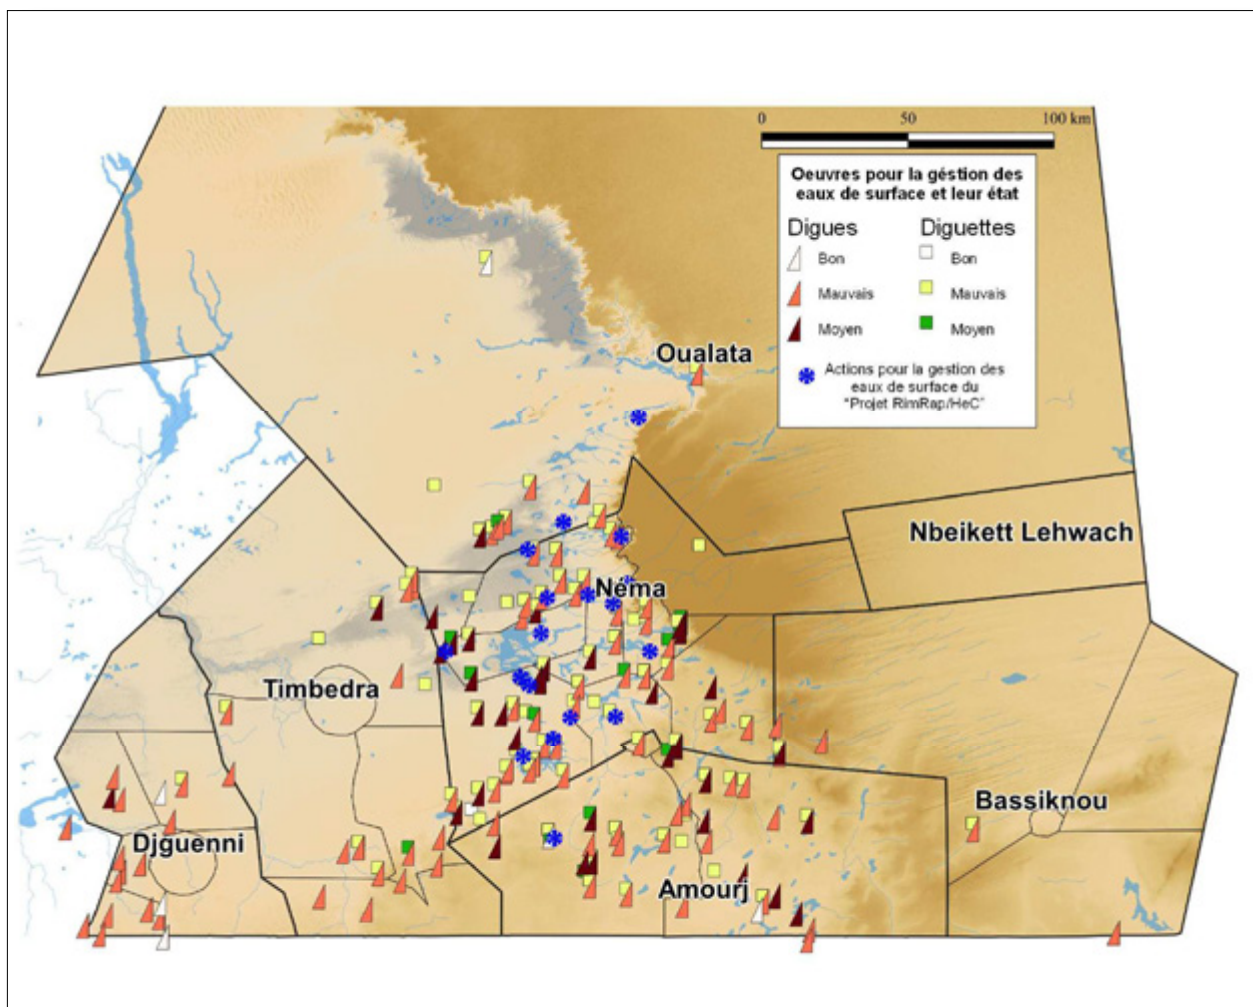 0 50 100 km
Oeuvres pour la géstion des
eaux de surface et leur état
Digues Diguettes
Bon Bon
Mauvais Mauvais
Moyen Moyen
Actions pour la gestion des
eaux de surface du
"Projet RimRap/HeC"
Oualata
Nbeikett Lehwach
Néma
Timbedra
Bassiknou
Djguenni
Amourj